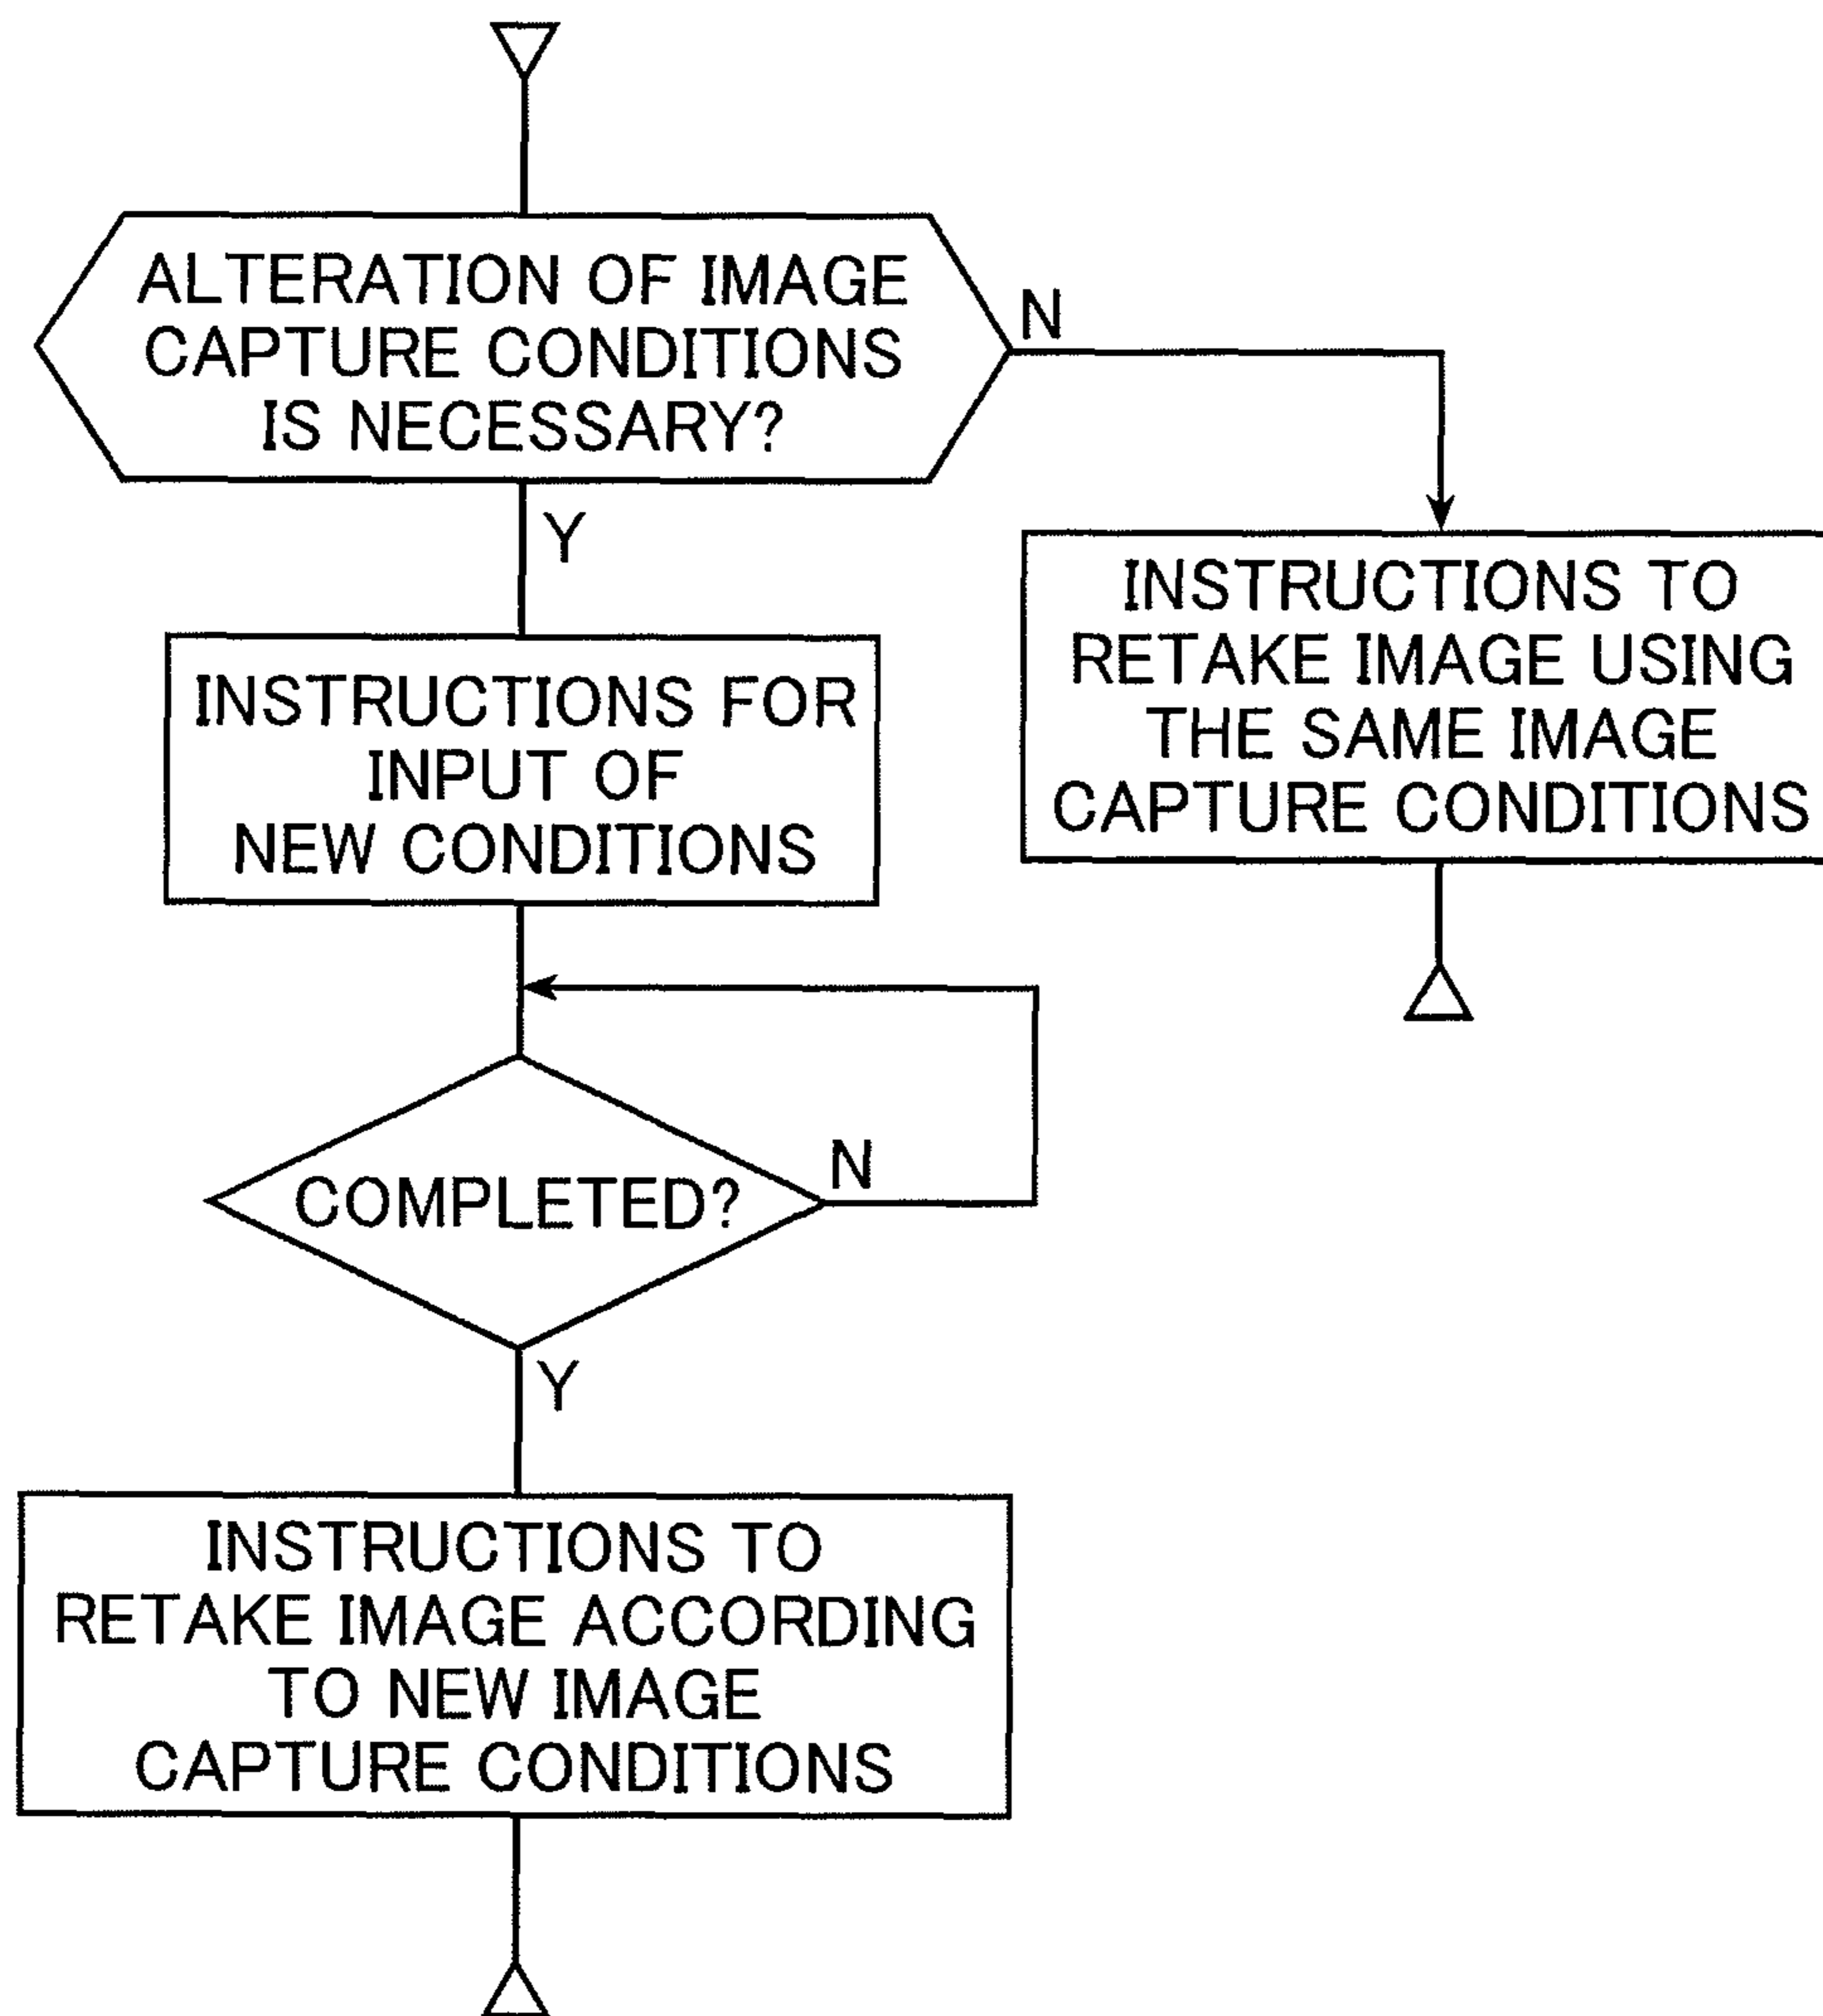 ALTERATION OF IMAGE
CAPTURE CONDITIONS
IS NECESSARY?
N
Y
INSTRUCTIONS TO
RETAKE IMAGE USING
THE SAME IMAGE
CAPTURE CONDITIONS
INSTRUCTIONS FOR
INPUT OF
NEW CONDITIONS
COMPLETED?
N
Y
INSTRUCTIONS TO
RETAKE IMAGE ACCORDING
TO NEW IMAGE
CAPTURE CONDITIONS